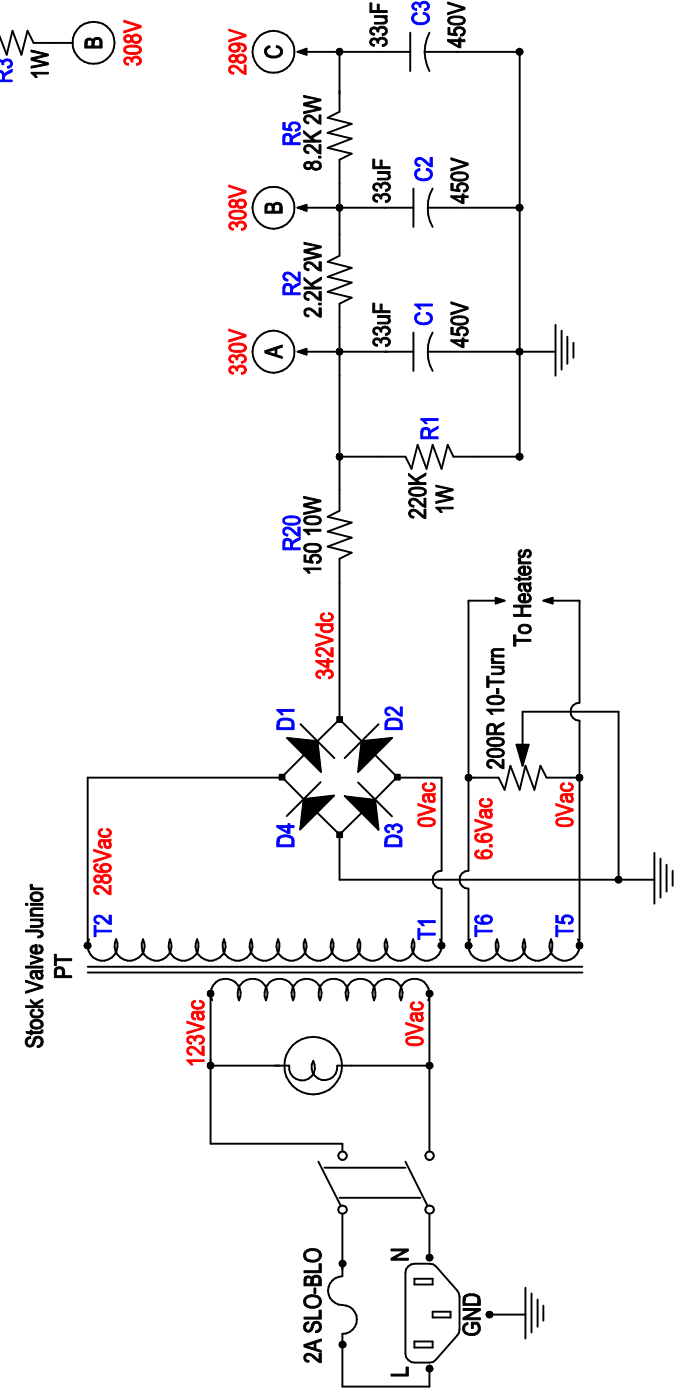 Stock Valve Junior
PT
2A SLO-BLO
L
N
GND
123Vac
0Vac
T2
286Vac
T1
0Vac
T6
6.6Vac
T5
0Vac
200R 10-Turn
To Heaters
D4
D1
D3
D2
342Vdc
R20
150 10W
220K
1W
R1
330V
A
33uF
C1
450V
R2
2.2K 2W
308V
B
33uF
C2
450V
R5
8.2K 2W
289V
C
33uF
C3
450V
R3
1W
B
308V